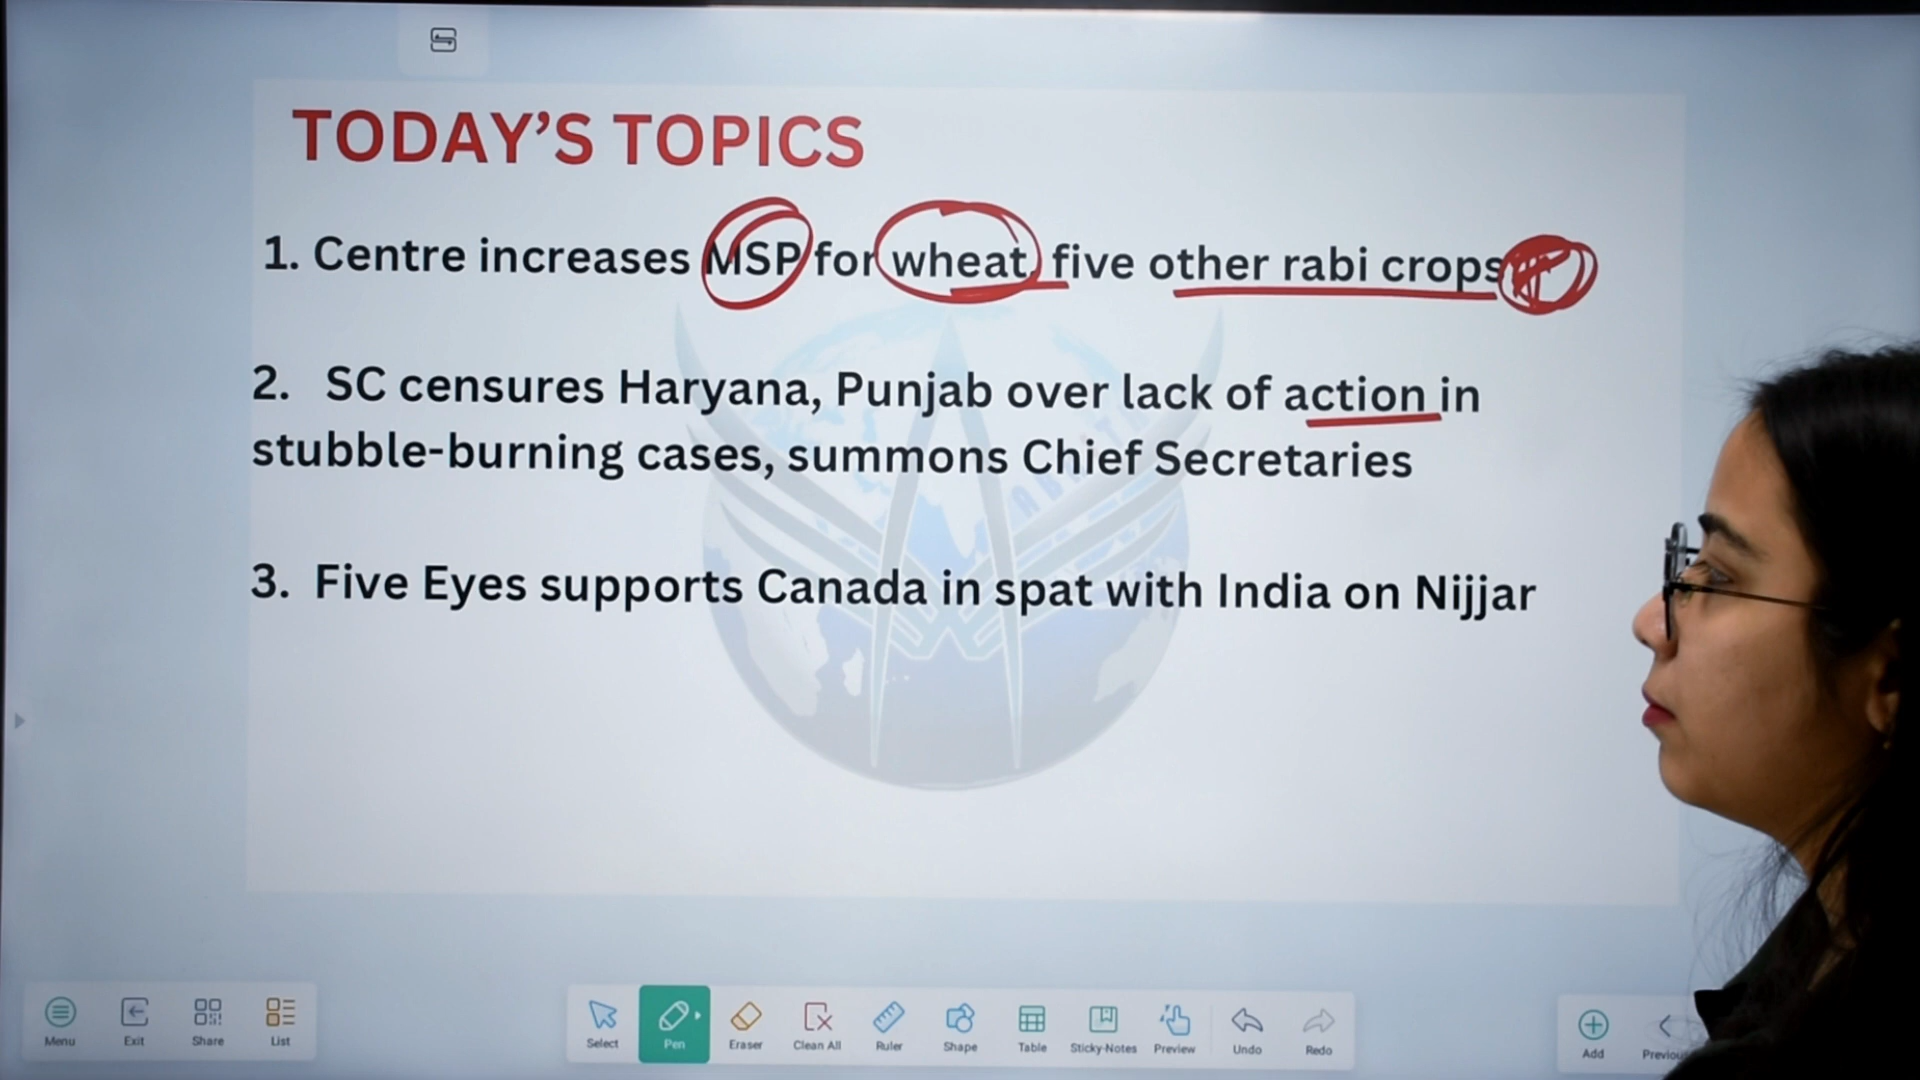 TODAY'S TOPICS
1. Centre increases MSP for wheat, five other rabi crops
2. SC censures Haryana, Punjab over lack of action in
stubble-burning cases, summons Chief Secretaries
3. Five Eyes supports Canada in spat with India on Nijjar
Menu Exit Share List Select Pen Eraser Clean All Ruler Shape Table Sticky-Notes Preview Undo Redo Add